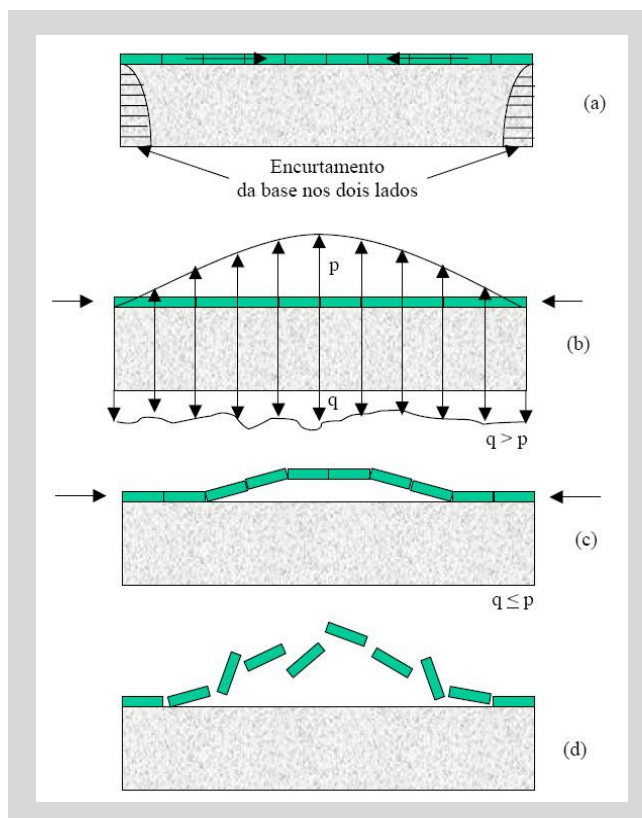 (a)
Encurtamento
da base nos dois lados
p
(b)
q
q > p
(c)
q ≤ p
(d)